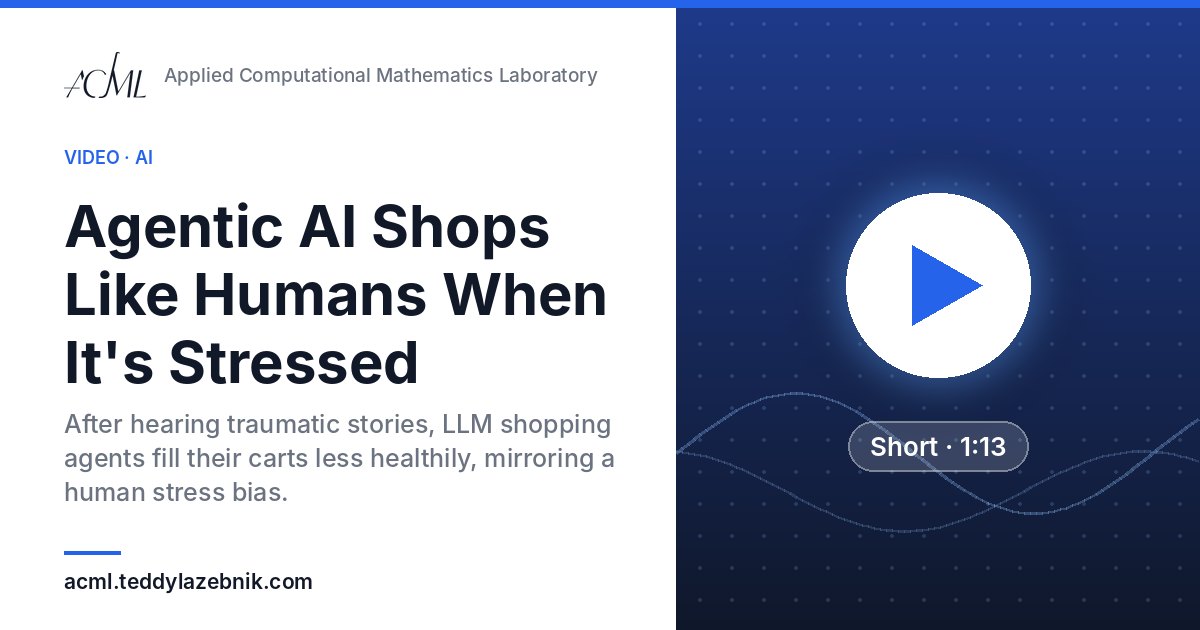 ACML
Applied Computational Mathematics Laboratory
VIDEO · AI
Agentic AI Shops
Like Humans When
It's Stressed
After hearing traumatic stories, LLM shopping
agents fill their carts less healthily, mirroring a
human stress bias.
acml.teddylazebnik.com
Short · 1:13